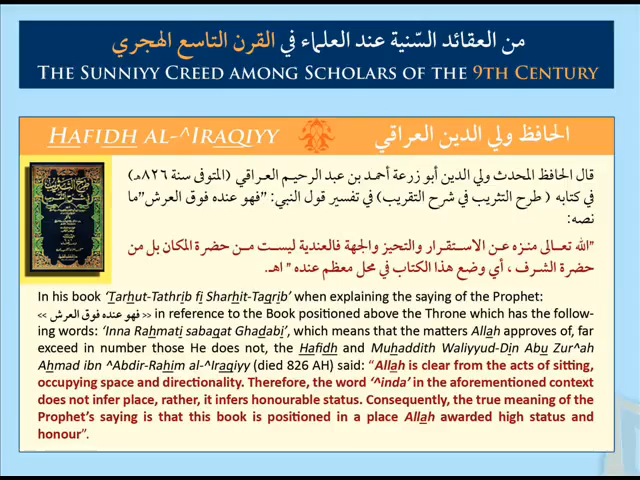 من العقائد السّنية عند العلماء في القرن التاسع الهجري
THE SUNNIYY CREED AMONG SCHOLARS OF THE 9TH CENTURY
HAFIDH AL-^IRAQIYY الحافظ ولي الدين العراقي
قال الحافظ المحدث ولي الدين أبو زرعة أحمد بن عبد الرحيم العراقي (المتوفى سنة ٨٢٦هـ)
في كتابه ( طرح التثريب في شرح التقريب) في تفسير قول النبي: "فهو عنده فوق العرش"ما
نصه:
"الله تعالى منزه عن الاستقرار والتحيز والجهة فالعندية ليست من حضرة المكان بل من
حضرة الشرف ، أي وضع هذا الكتاب في محل معظم عنده " اهـ.
In his book 'Tarhut-Tathrib fi Sharhit-Taqrib' when explaining the saying of the Prophet:
<< فهو عنده فوق العرش >> in reference to the Book positioned above the Throne which has the follow-
ing words: 'Inna Rahmati sabaqat Ghadabi', which means that the matters Allah approves of, far
exceed in number those He does not, the Hafidh and Muhaddith Waliyyud-Din Abu Zur^ah
Ahmad ibn ^Abdir-Rahim al-^Iraqiyy (died 826 AH) said: "Allah is clear from the acts of sitting,
occupying space and directionality. Therefore, the word '^inda' in the aforementioned context
does not infer place, rather, it infers honourable status. Consequently, the true meaning of the
Prophet's saying is that this book is positioned in a place Allah awarded high status and
honour".